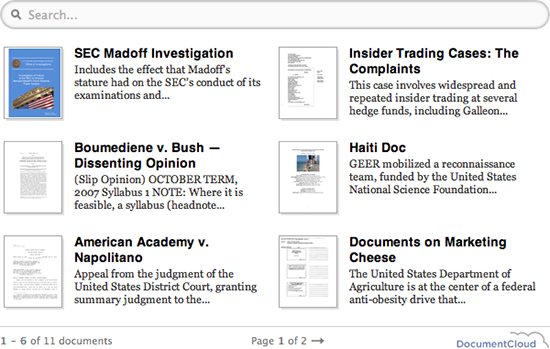 Search...
SEC Madoff Investigation
Includes the effect that Madoff's
stature had on the SEC's conduct of its
examinations and...
Insider Trading Cases: The
Complaints
This case involves widespread and
repeated insider trading at several
hedge funds, including Galleon...
Boumediene v. Bush —
Dissenting Opinion
(Slip Opinion) OCTOBER TERM,
2007 Syllabus 1 NOTE: Where it is
feasible, a syllabus (headnote...
Haiti Doc
GEER mobilized a reconnaissance
team, funded by the United States
National Science Foundation...
American Academy v.
Napolitano
Appeal from the judgment of the
United States District Court, granting
summary judgment to the...
Documents on Marketing
Cheese
The United States Department of
Agriculture is at the center of a federal
anti-obesity drive that...
1 – 6 of 11 documents
Page 1 of 2 →
DocumentCloud